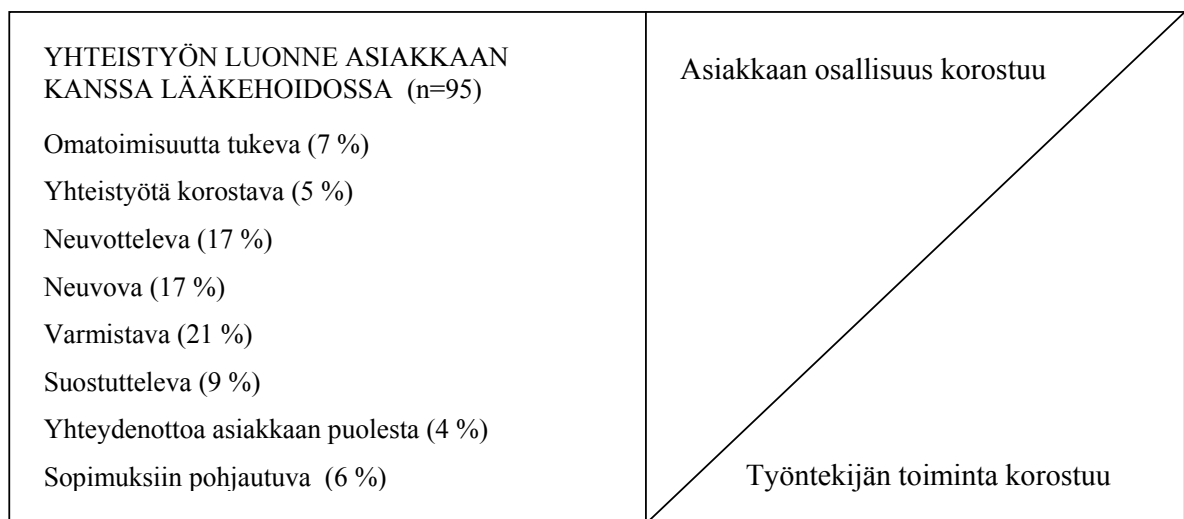 YHTEISTYÖN LUONNE ASIAKKAAN
KANSSA LÄÄKEHOIDOSSA (n=95)
Omatoimisuutta tukeva (7 %)
Yhteistyötä korostava (5 %)
Neuvotteleva (17 %)
Neuvova (17 %)
Varmistava (21 %)
Suostutteleva (9 %)
Yhteydenottoa asiakkaan puolesta (4 %)
Sopimuksiin pohjautuva (6 %)
Asiakkaan osallisuus korostuu
Työntekijän toiminta korostuu